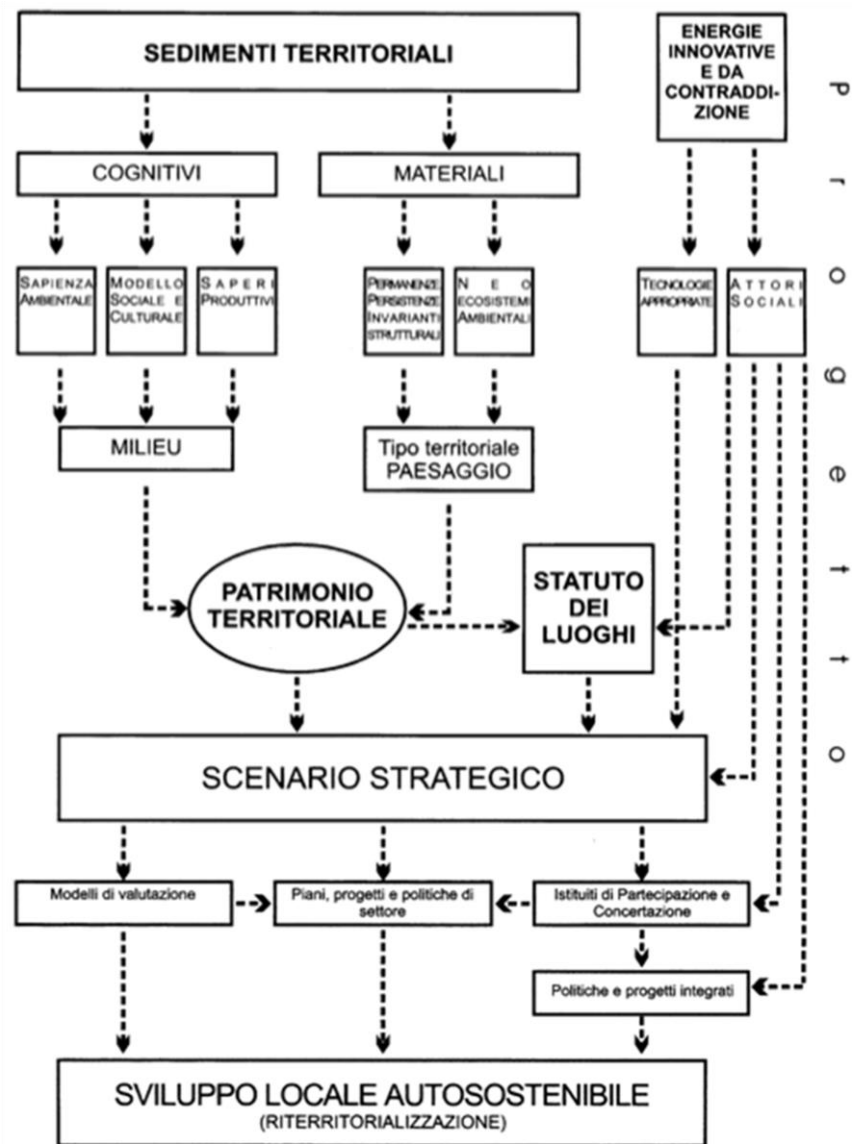 SEDIMENTI TERRITORIALI
ENERGIE
INNOVATIVE
E DA
CONTRADDI-
ZIONE
COGNITIVI
MATERIALI
SAPIENZA
AMBIENTALE
MODELLO
SOCIALE E
CULTURALE
SAPERI
PRODUTTIVI
PERMANENZE
PERSISTENZE
INVARIANTI
STRUTTURALI
NEO
ECOSISTEMI
AMBIENTALI
TECNOLOGIE
APPROPRIATE
ATTORI
SOCIALI
MILIEU
Tipo territoriale
PAESAGGIO
PATRIMONIO
TERRITORIALE
STATUTO
DEI
LUOGHI
SCENARIO STRATEGICO
Modelli di valutazione
Piani, progetti e politiche di
settore
Istituiti di Partecipazione e
Concertazione
Politiche e progetti integrati
SVILUPPO LOCALE AUTOSOSTENIBILE
(RITERRITORIALIZZAZIONE)
Progetto